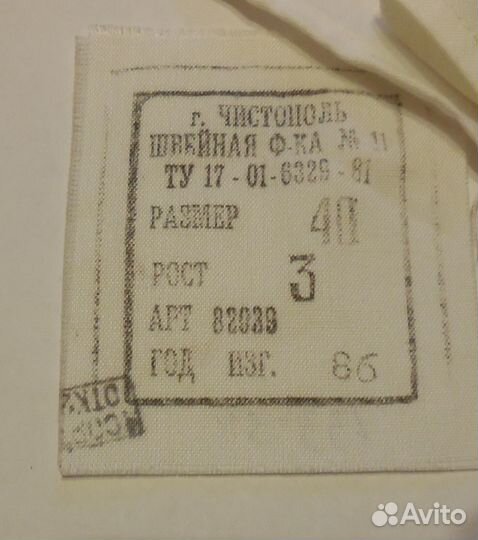 г. ЧИСТОПОЛЬ
ШВЕЙНАЯ Ф-КА № 11
ТУ 17-01-6329-81
РАЗМЕР 40
РОСТ 3
АРТ 82039
ГОД ИЗГ. 86
ОТК
Avito